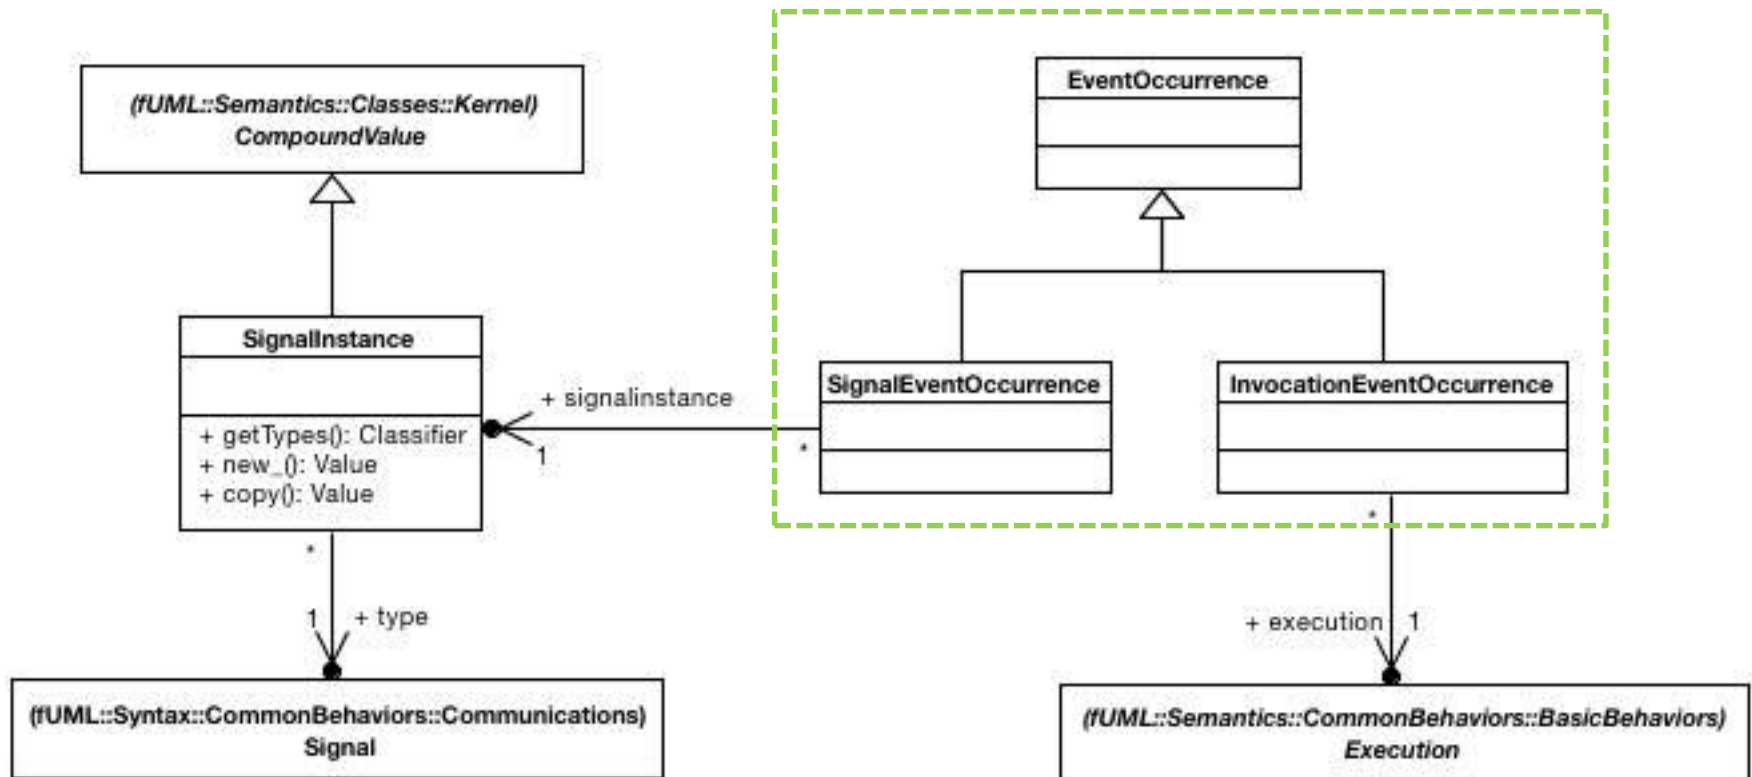 (fUML::Semantics::Classes::Kernel)
CompoundValue
EventOccurrence
SignalInstance
+ getTypes(): Classifier
+ new_(): Value
+ copy(): Value
+ signalinstance
1
*
SignalEventOccurrence
InvocationEventOccurrence
*
1
+ type
*
+ execution
1
(fUML::Syntax::CommonBehaviors::Communications)
Signal
(fUML::Semantics::CommonBehaviors::BasicBehaviors)
Execution